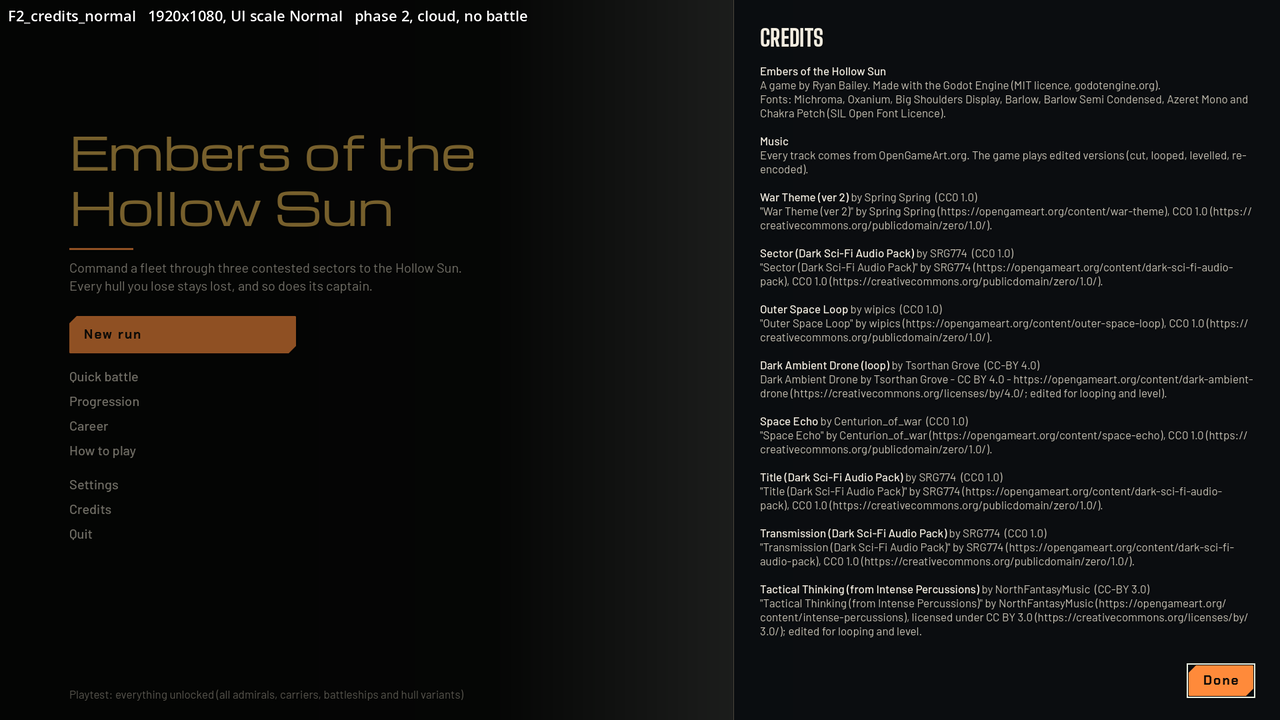 F2_credits_normal 1920x1080, UI scale Normal phase 2, cloud, no battle
Embers of the
Hollow Sun
Command a fleet through three contested sectors to the Hollow Sun.
Every hull you lose stays lost, and so does its captain.
New run
Quick battle
Progression
Career
How to play
Settings
Credits
Quit
Playtest: everything unlocked (all admirals, carriers, battleships and hull variants)
CREDITS
Embers of the Hollow Sun
A game by Ryan Bailey. Made with the Godot Engine (MIT licence, godotengine.org).
Fonts: Michroma, Oxanium, Big Shoulders Display, Barlow, Barlow Semi Condensed, Azeret Mono and
Chakra Petch (SIL Open Font Licence).
Music
Every track comes from OpenGameArt.org. The game plays edited versions (cut, looped, levelled, re-
encoded).
War Theme (ver 2) by Spring Spring (CC0 1.0)
"War Theme (ver 2)" by Spring Spring (https://opengameart.org/content/war-theme), CC0 1.0 (https://
creativecommons.org/publicdomain/zero/1.0/).
Sector (Dark Sci-Fi Audio Pack) by SRG774 (CC0 1.0)
"Sector (Dark Sci-Fi Audio Pack)" by SRG774 (https://opengameart.org/content/dark-sci-fi-audio-
pack), CC0 1.0 (https://creativecommons.org/publicdomain/zero/1.0/).
Outer Space Loop by wipics (CC0 1.0)
"Outer Space Loop" by wipics (https://opengameart.org/content/outer-space-loop), CC0 1.0 (https://
creativecommons.org/publicdomain/zero/1.0/).
Dark Ambient Drone (loop) by Tsorthan Grove (CC-BY 4.0)
Dark Ambient Drone by Tsorthan Grove - CC BY 4.0 - https://opengameart.org/content/dark-ambient-
drone (https://creativecommons.org/licenses/by/4.0/; edited for looping and level).
Space Echo by Centurion_of_war (CC0 1.0)
"Space Echo" by Centurion_of_war (https://opengameart.org/content/space-echo), CC0 1.0 (https://
creativecommons.org/publicdomain/zero/1.0/).
Title (Dark Sci-Fi Audio Pack) by SRG774 (CC0 1.0)
"Title (Dark Sci-Fi Audio Pack)" by SRG774 (https://opengameart.org/content/dark-sci-fi-audio-
pack), CC0 1.0 (https://creativecommons.org/publicdomain/zero/1.0/).
Transmission (Dark Sci-Fi Audio Pack) by SRG774 (CC0 1.0)
"Transmission (Dark Sci-Fi Audio Pack)" by SRG774 (https://opengameart.org/content/dark-sci-fi-
audio-pack), CC0 1.0 (https://creativecommons.org/publicdomain/zero/1.0/).
Tactical Thinking (from Intense Percussions) by NorthFantasyMusic (CC-BY 3.0)
"Tactical Thinking (from Intense Percussions)" by NorthFantasyMusic (https://opengameart.org/
content/intense-percussions), licensed under CC BY 3.0 (https://creativecommons.org/licenses/by/
3.0/); edited for looping and level.
Done